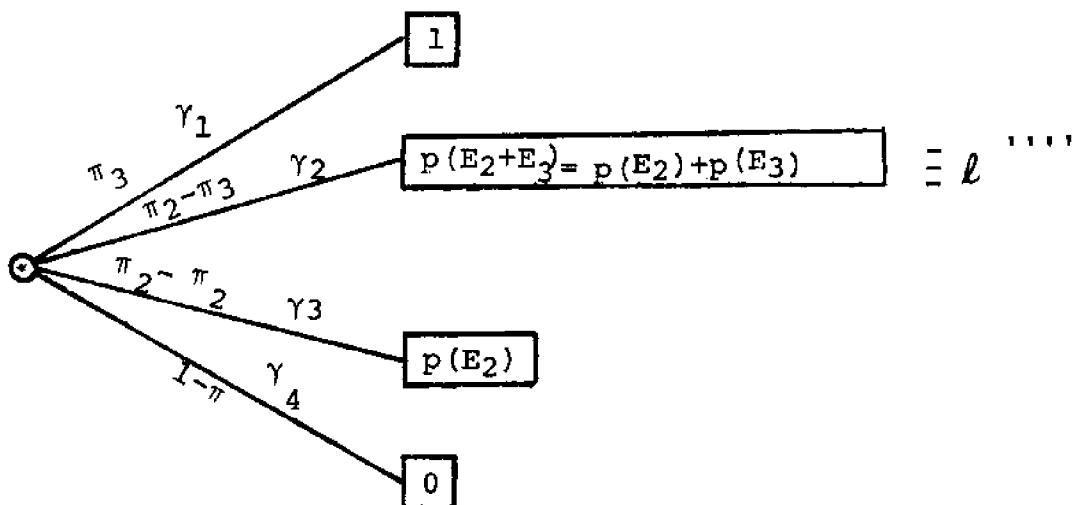 1
γ1
π3
p(E2+E3)= p(E2)+p(E3) ≡ ℓ ''''
γ2
π2-π3
π2- π2
γ3
p(E2)
1-π
γ4
0